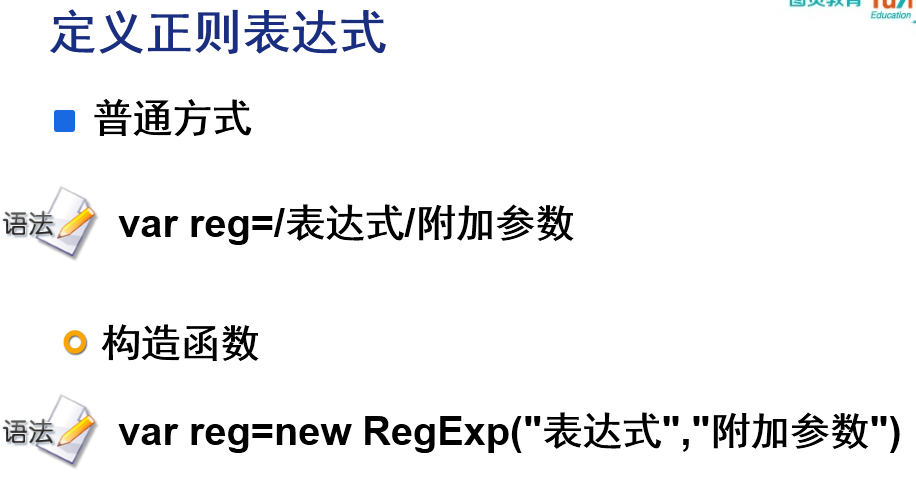 定义正则表达式
Education
普通方式
语法
var reg=/表达式/附加参数
构造函数
语法
var reg=new RegExp("表达式","附加参数")